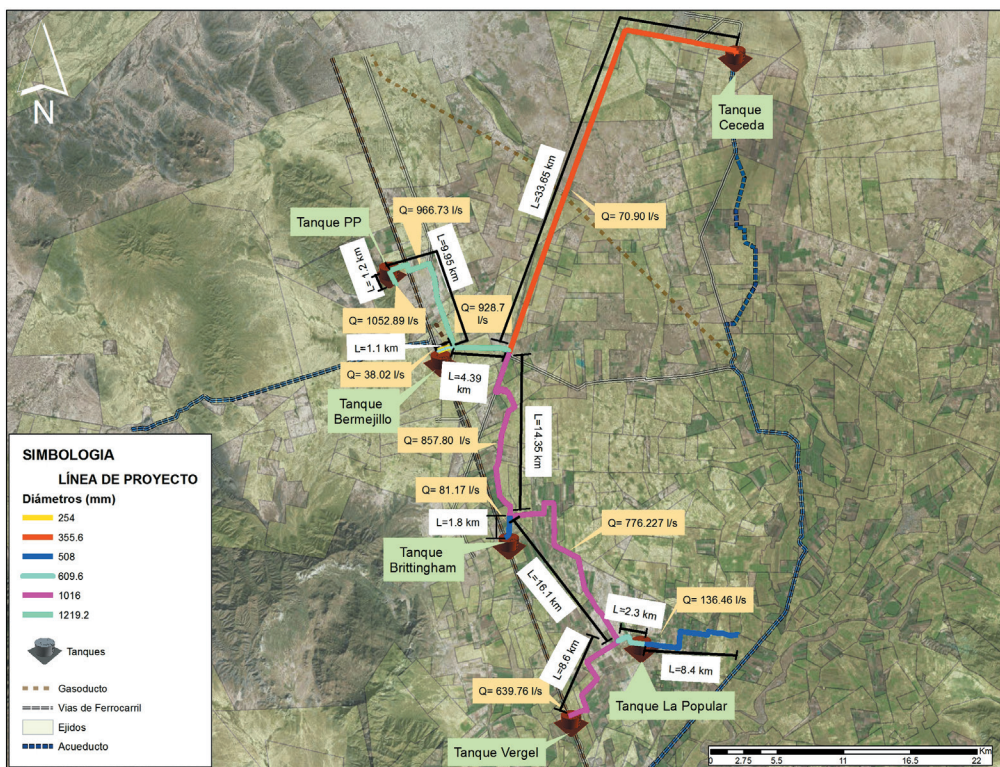 N
Tanque
Ceceda
L=33.65 km
Q= 70.90 l/s
Q= 966.73 l/s
Tanque PP
L=6.95 km
L= 1.2 km
Q= 1052.89 l/s
Q= 928.7
l/s
L=1.1 km
Q= 38.02 l/s
L=4.39
km
Tanque
Bermejillo
L=14.35 km
Q= 857.80 l/s
Q= 81.17 l/s
L=1.8 km
Q= 776.227 l/s
Tanque
Brittingham
L=16.1 km
L=2.3 km
Q= 136.46 l/s
L=8.6 km
L=8.4 km
Q= 639.76 l/s
Tanque La Popular
Tanque Vergel
SIMBOLOGIA
LÍNEA DE PROYECTO
Diámetros (mm)
254
355.6
508
609.6
1016
1219.2
Tanques
Gasoducto
Vias de Ferrocarril
Ejidos
Acueducto
Km
0 2.75 5.5 11 16.5 22